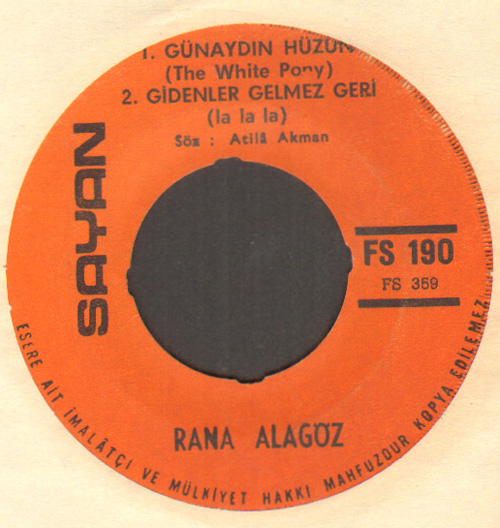 1. GÜNAYDIN HÜZÜN
(The White Pony)
2. GİDENLER GELMEZ GERİ
(la la la)
Söz : Atilâ Akman
SAYAN
FS 190
FS 359
RANA ALAGÖZ
ESERE AİT İMALÂTÇI VE MÜLKİYET HAKKI MAHFUZDUR KOPYA EDİLEMEZ